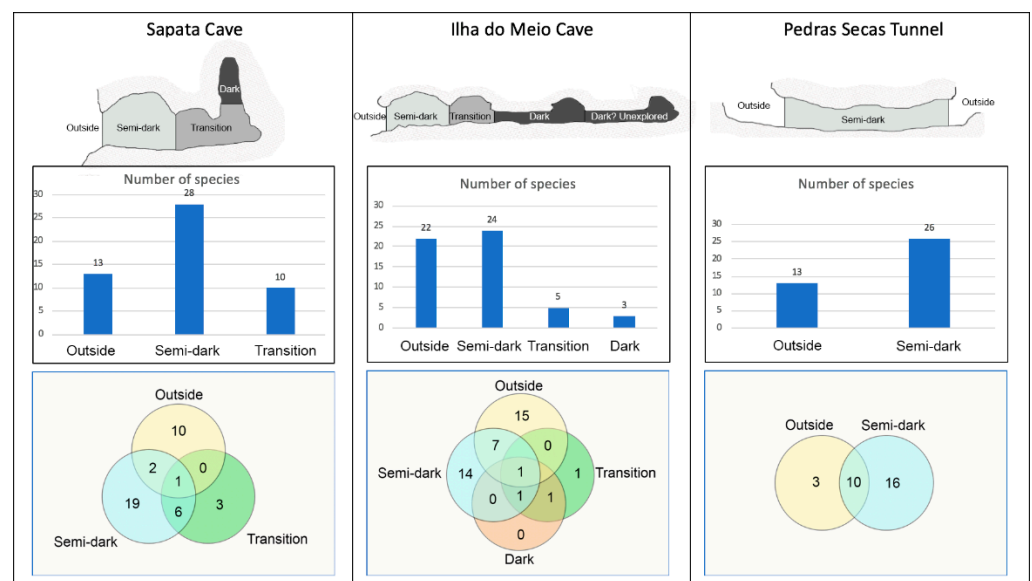 Sapata Cave
Dark
Outside
Semi-dark
Transition
Number of species
30
25
20
15
10
5
0
13
28
10
Outside
Semi-dark
Transition
Outside
10
2
0
1
19
6
3
Semi-dark
Transition
Ilha do Meio Cave
Outside
Semi-dark
Transition
Dark
Dark? Unexplored
Number of species
30
25
20
15
10
5
0
22
24
5
3
Outside
Semi-dark
Transition
Dark
Outside
15
7
0
Semi-dark
14
1
1
Transition
0
1
1
0
Dark
Pedras Secas Tunnel
Outside
Outside
Semi-dark
Number of species
30
25
20
15
10
5
0
13
26
Outside
Semi-dark
Outside
Semi-dark
3
10
16